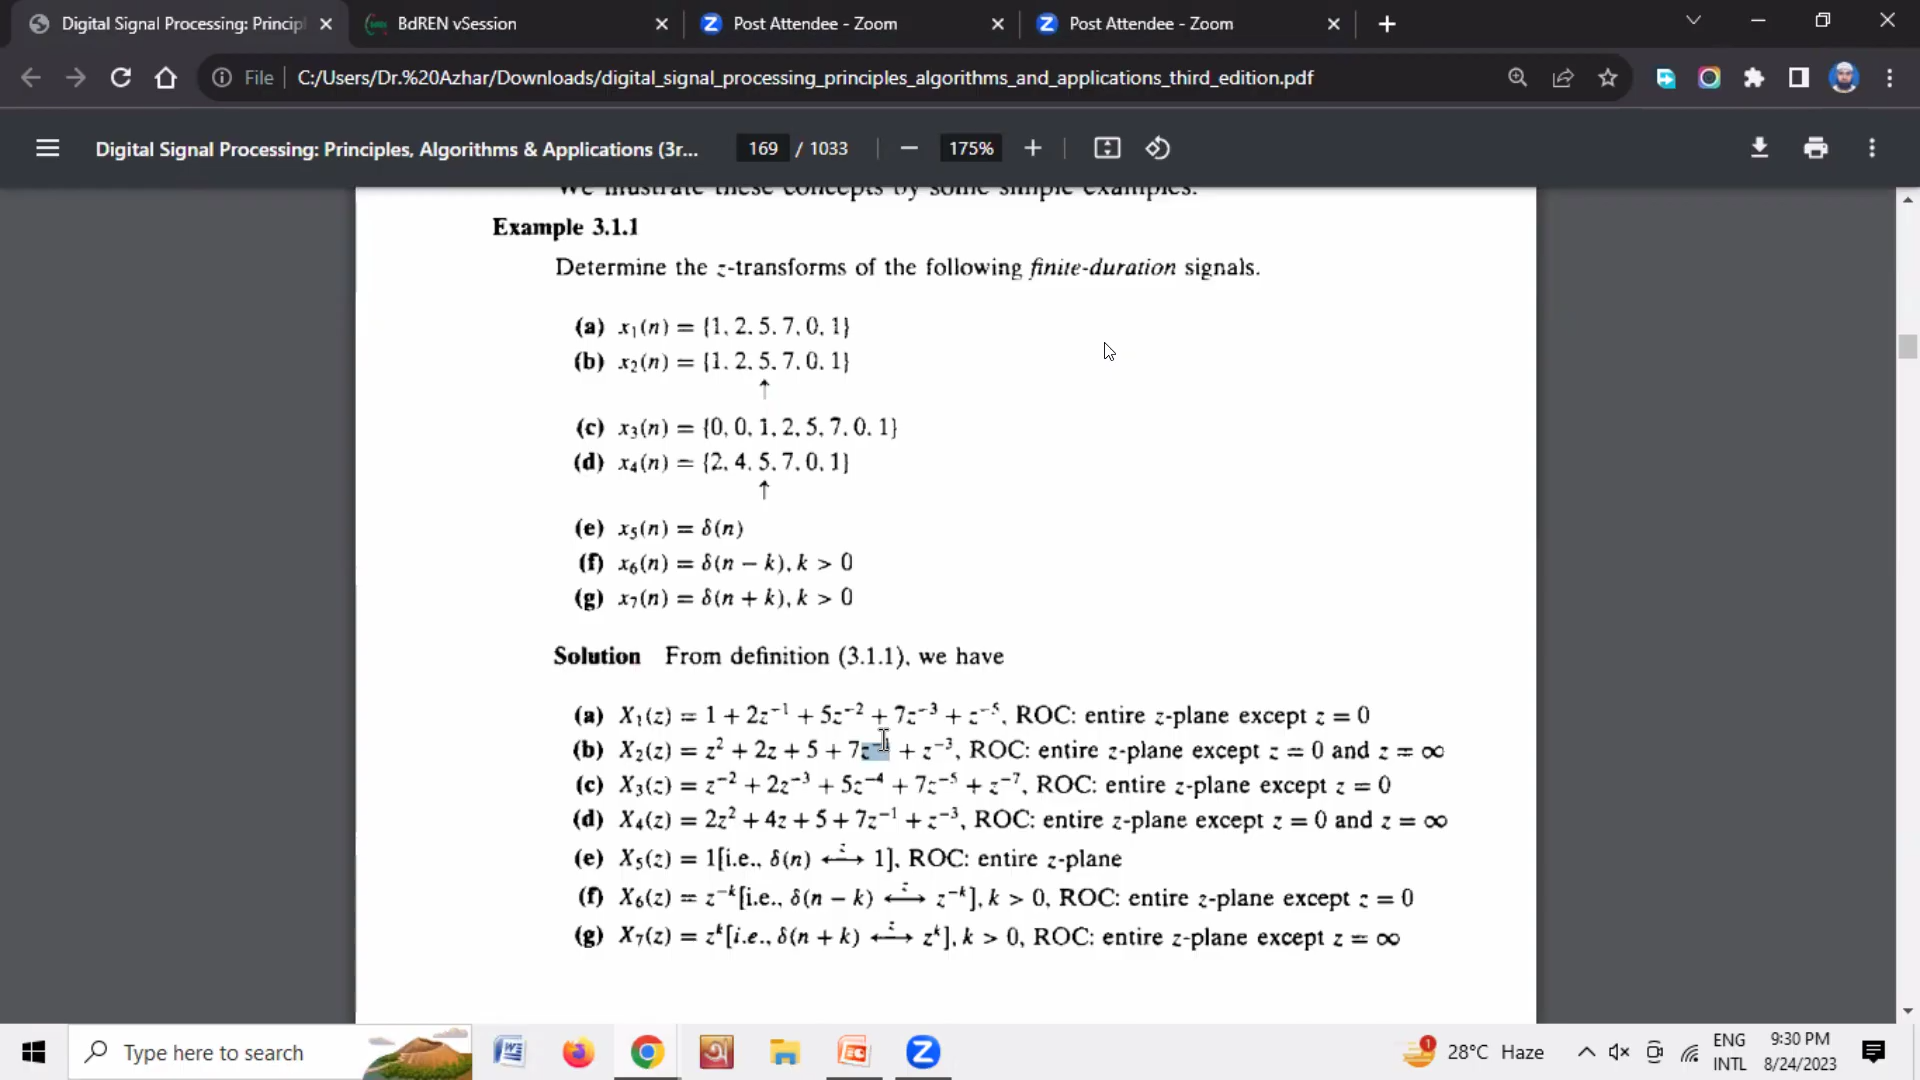 Digital Signal Processing: Princip
BdREN vSession
Post Attendee - Zoom
Post Attendee - Zoom
File
C:/Users/Dr.%20Azhar/Downloads/digital_signal_processing_principles_algorithms_and_applications_third_edition.pdf
Digital Signal Processing: Principles, Algorithms & Applications (3r...
169 / 1033
175%
We illustrate these concepts by some simple examples.
Example 3.1.1
Determine the z-transforms of the following finite-duration signals.
(a) x₁(n) = {1, 2, 5, 7, 0, 1}
(b) x₂(n) = {1, 2, 5, 7, 0, 1}
↑
(c) x₃(n) = {0, 0, 1, 2, 5, 7, 0, 1}
(d) x₄(n) = {2, 4, 5, 7, 0, 1}
↑
(e) x₅(n) = δ(n)
(f) x₆(n) = δ(n − k), k > 0
(g) x₇(n) = δ(n + k), k > 0
Solution From definition (3.1.1), we have
(a) X₁(z) = 1 + 2z⁻¹ + 5z⁻² + 7z⁻³ + z⁻⁵, ROC: entire z-plane except z = 0
(b) X₂(z) = z² + 2z + 5 + 7z⁻¹ + z⁻³, ROC: entire z-plane except z = 0 and z = ∞
(c) X₃(z) = z⁻² + 2z⁻³ + 5z⁻⁴ + 7z⁻⁵ + z⁻⁷, ROC: entire z-plane except z = 0
(d) X₄(z) = 2z² + 4z + 5 + 7z⁻¹ + z⁻³, ROC: entire z-plane except z = 0 and z = ∞
(e) X₅(z) = 1[i.e., δ(n) ⟷ᶻ 1], ROC: entire z-plane
(f) X₆(z) = z⁻ᵏ[i.e., δ(n − k) ⟷ᶻ z⁻ᵏ], k > 0, ROC: entire z-plane except z = 0
(g) X₇(z) = zᵏ[i.e., δ(n + k) ⟷ᶻ zᵏ], k > 0, ROC: entire z-plane except z = ∞
Type here to search
1
28°C Haze
ENG
INTL
9:30 PM
8/24/2023